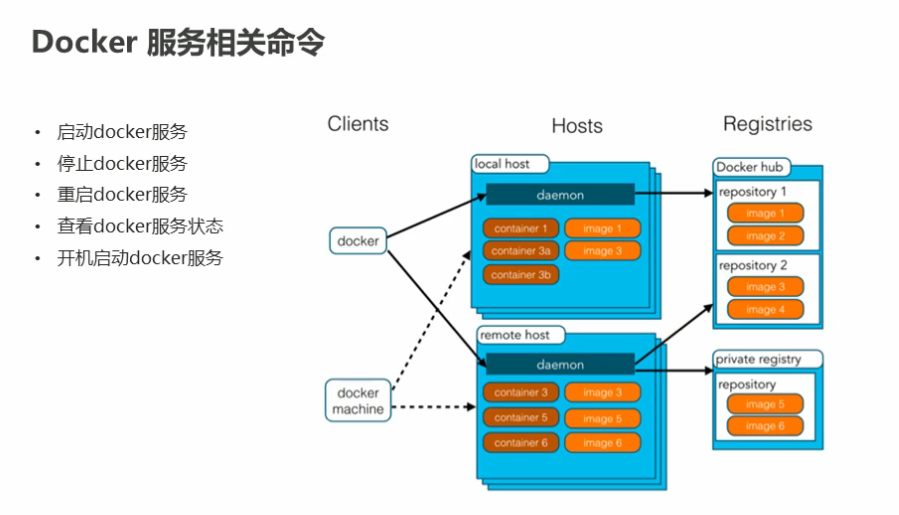 Docker 服务相关命令
• 启动docker服务
• 停止docker服务
• 重启docker服务
• 查看docker服务状态
• 开机启动docker服务
Clients
Hosts
Registries
docker
docker
machine
local host
daemon
container 1
image 1
container 3a
image 3
container 3b
remote host
daemon
container 3
image 3
container 5
image 5
container 6
image 6
Docker hub
repository 1
image 1
image 2
repository 2
image 3
image 4
private registry
repository
image 5
image 6